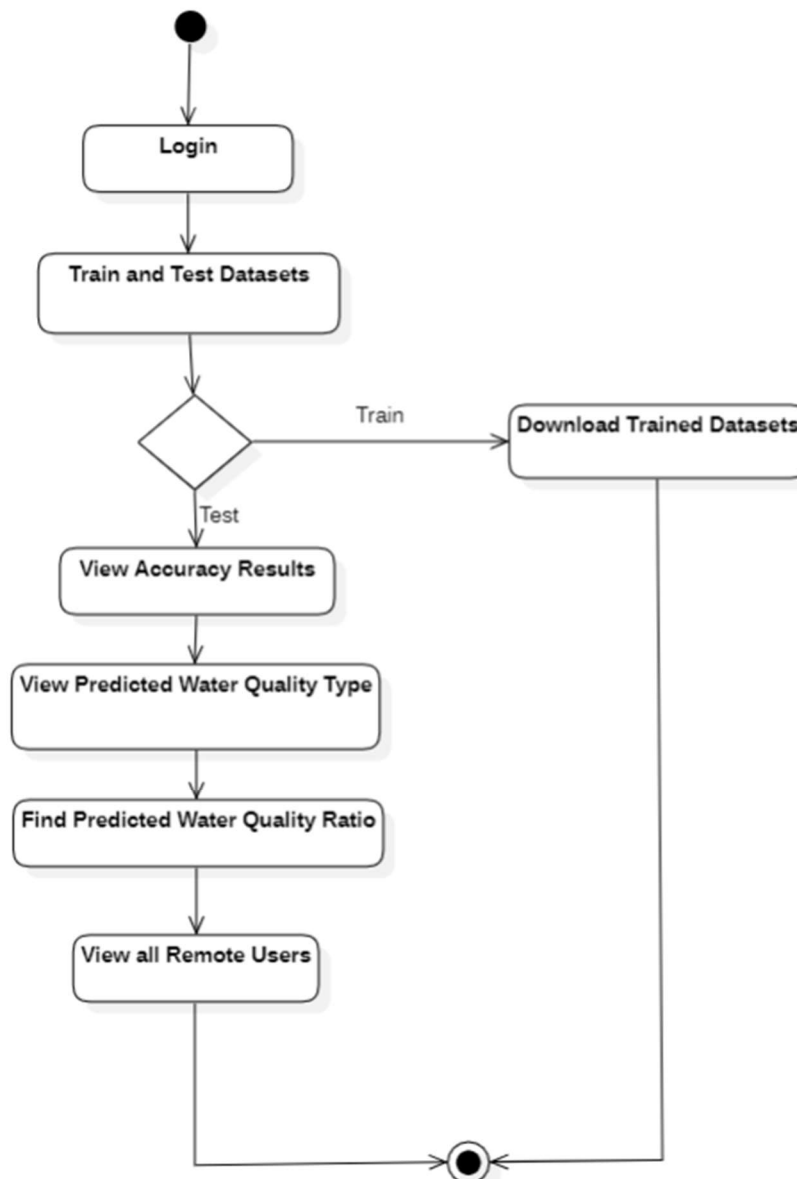 Login
Train and Test Datasets
Train
Download Trained Datasets
Test
View Accuracy Results
View Predicted Water Quality Type
Find Predicted Water Quality Ratio
View all Remote Users